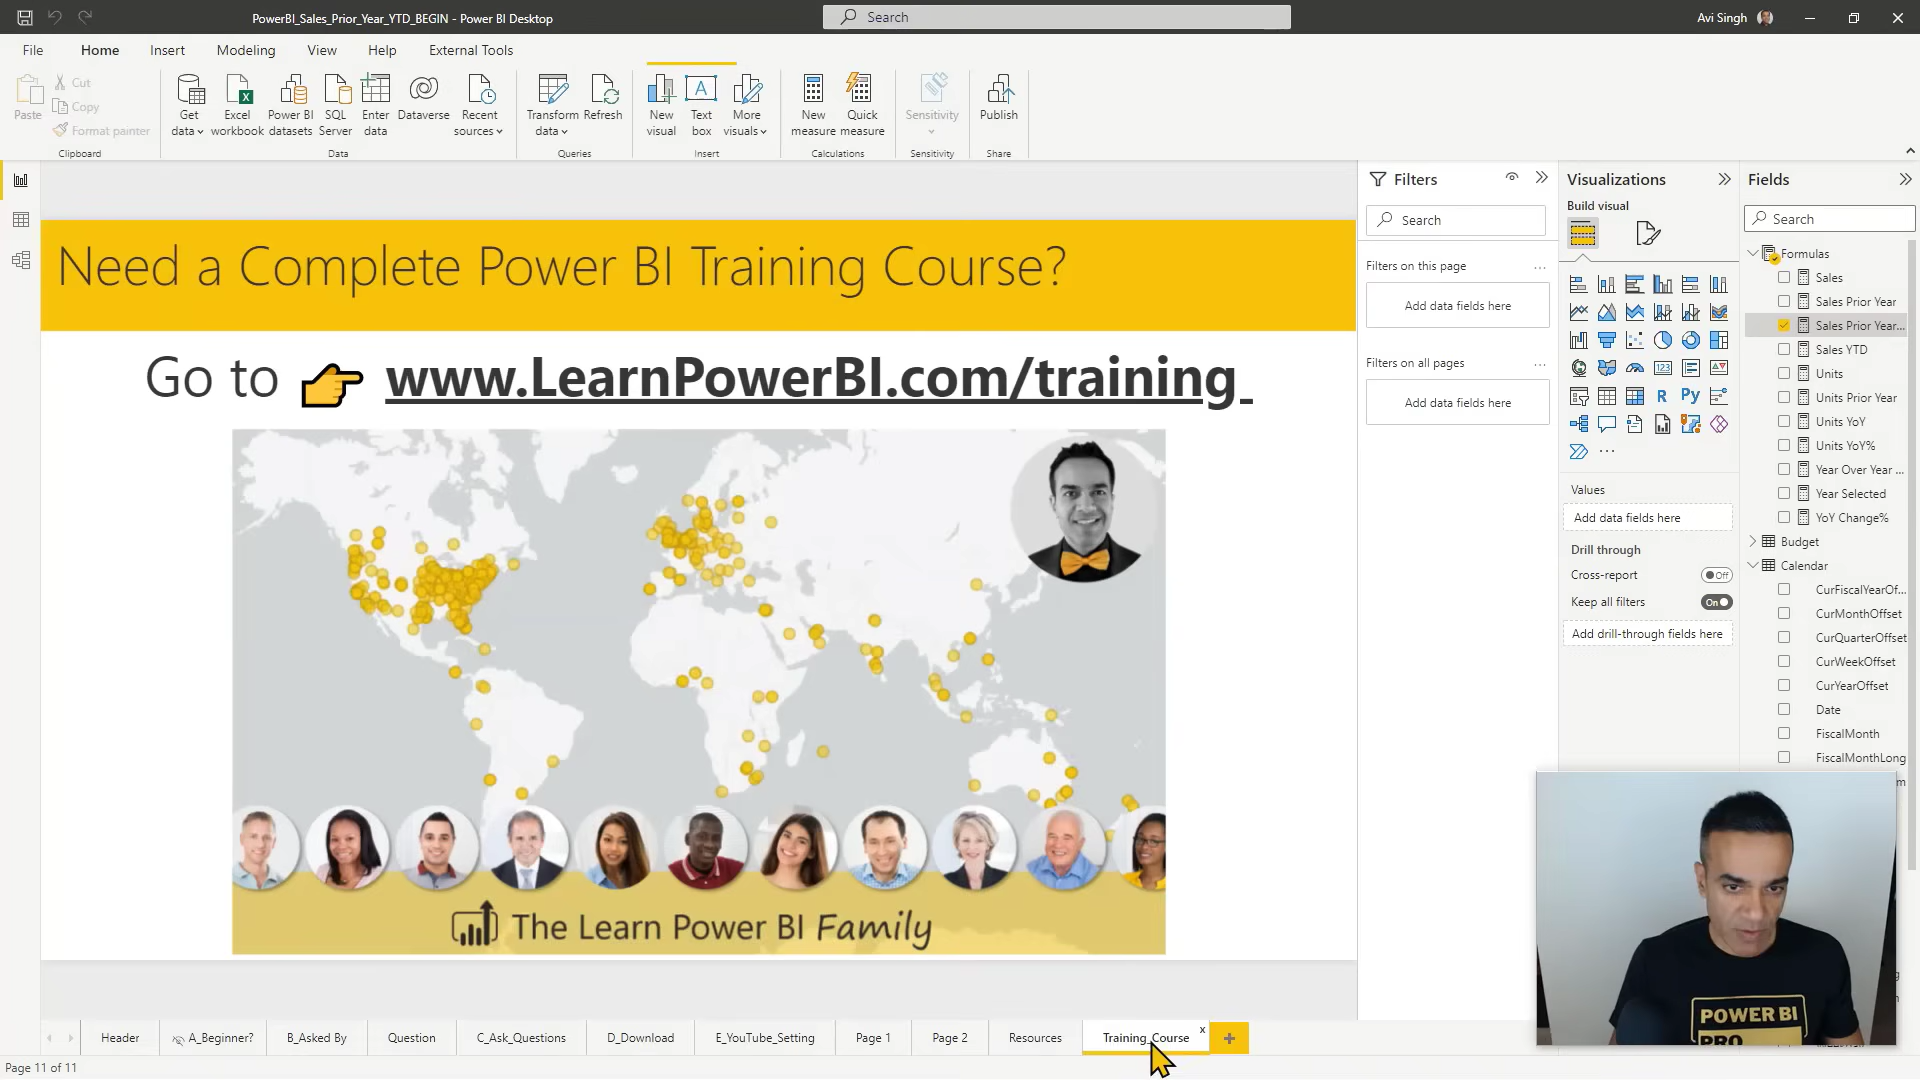 PowerBI_Sales_Prior_Year_YTD_BEGIN - Power BI Desktop
Search
Avi Singh
File
Home
Insert
Modeling
View
Help
External Tools
Paste
Cut
Copy
Format painter
Clipboard
Get
data
Excel
workbook
Power BI
datasets
SQL
Server
Enter
data
Dataverse
Recent
sources
Data
Transform
data
Refresh
Queries
New
visual
Text
box
More
visuals
Insert
New
measure
Quick
measure
Calculations
Sensitivity
Sensitivity
Publish
Share
Need a Complete Power BI Training Course?
Go to www.LearnPowerBI.com/training
The Learn Power BI Family
Filters
Search
Filters on this page
...
Add data fields here
Filters on all pages
...
Add data fields here
Visualizations
Build visual
R
Py
123
...
Values
Add data fields here
Drill through
Cross-report
Off
Keep all filters
On
Add drill-through fields here
Fields
Search
Formulas
Sales
Sales Prior Year
Sales Prior Year...
Sales YTD
Units
Units Prior Year
Units YoY
Units YoY%
Year Over Year ...
Year Selected
YoY Change%
Budget
Calendar
CurFiscalYearOf...
CurMonthOffset
CurQuarterOffset
CurWeekOffset
CurYearOffset
Date
FiscalMonth
FiscalMonthLong
POWER BI
PRO
Header
A_Beginner?
B_Asked By
Question
C_Ask_Questions
D_Download
E_YouTube_Setting
Page 1
Page 2
Resources
Training_Course
x
+
Page 11 of 11